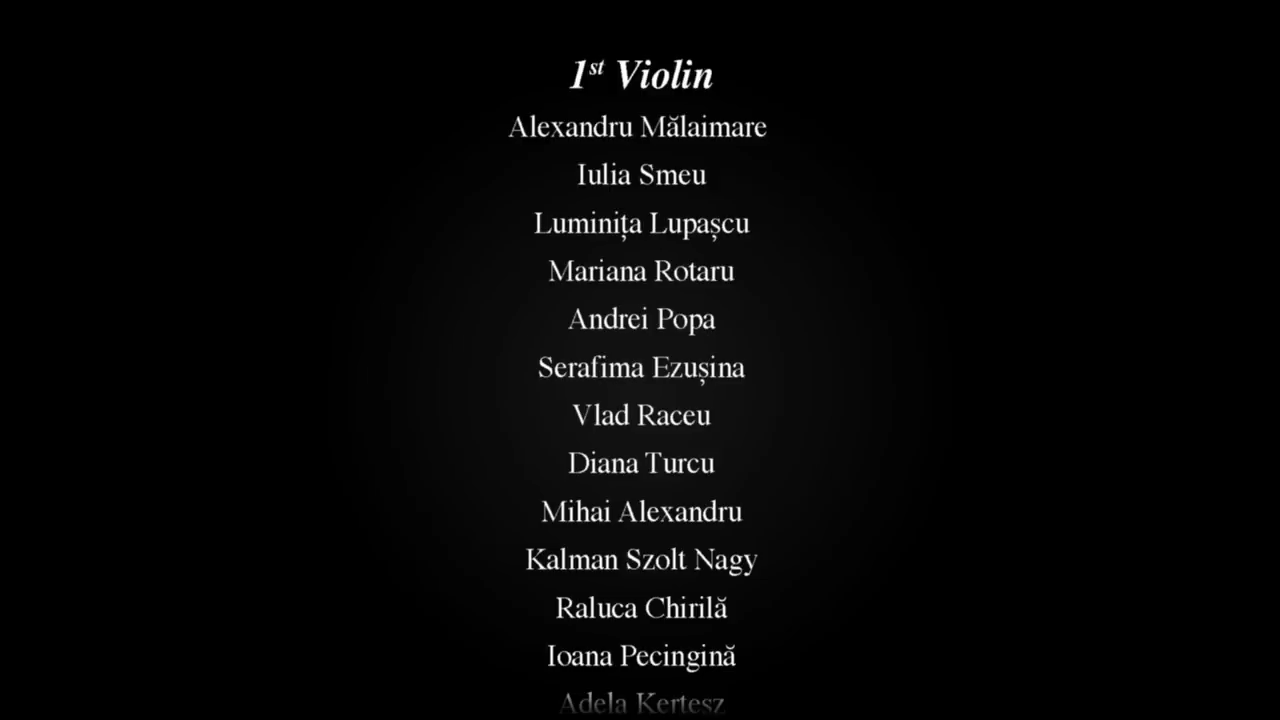 1st Violin
Alexandru Mălaimare
Iulia Smeu
Luminița Lupașcu
Mariana Rotaru
Andrei Popa
Serafima Ezușina
Vlad Raceu
Diana Turcu
Mihai Alexandru
Kalman Szolt Nagy
Raluca Chirilă
Ioana Pecingină
Adela Kertesz